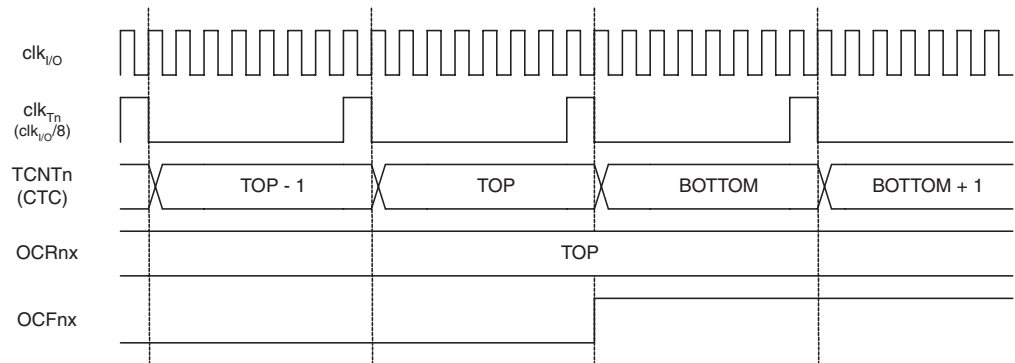 clkI/O
clkTn
(clkI/O/8)
TCNTn
(CTC)
TOP - 1
TOP
BOTTOM
BOTTOM + 1
OCRnx
TOP
OCFnx